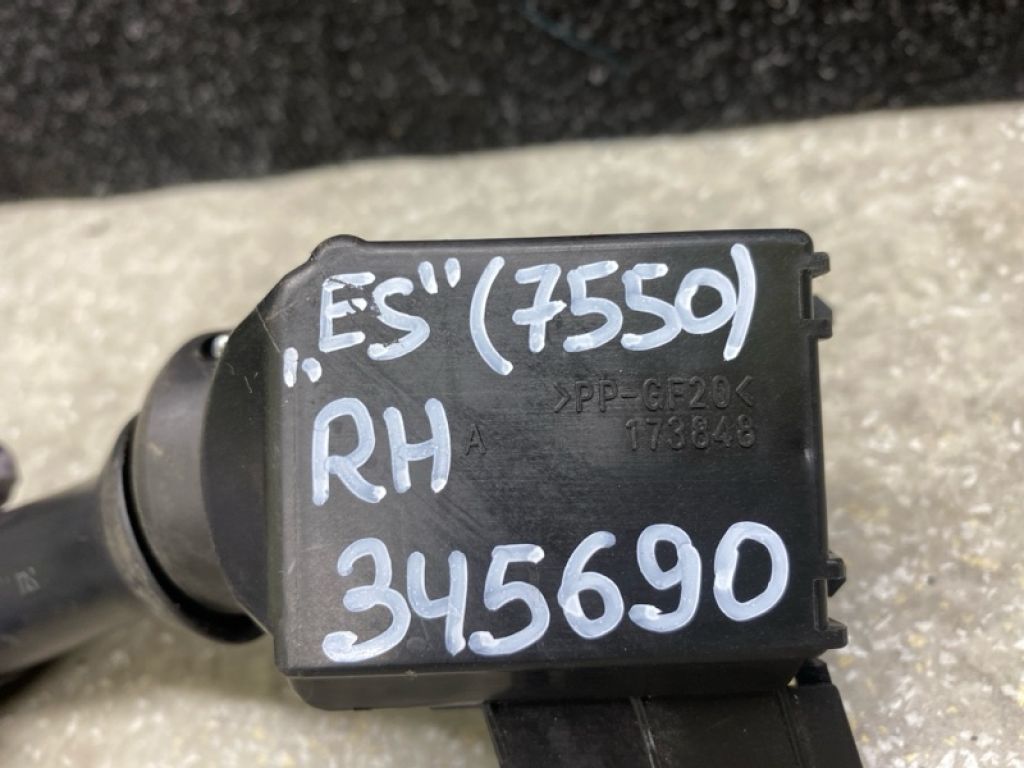 „ES" (7550)
>PP-GF20<
RH A 173848
345690